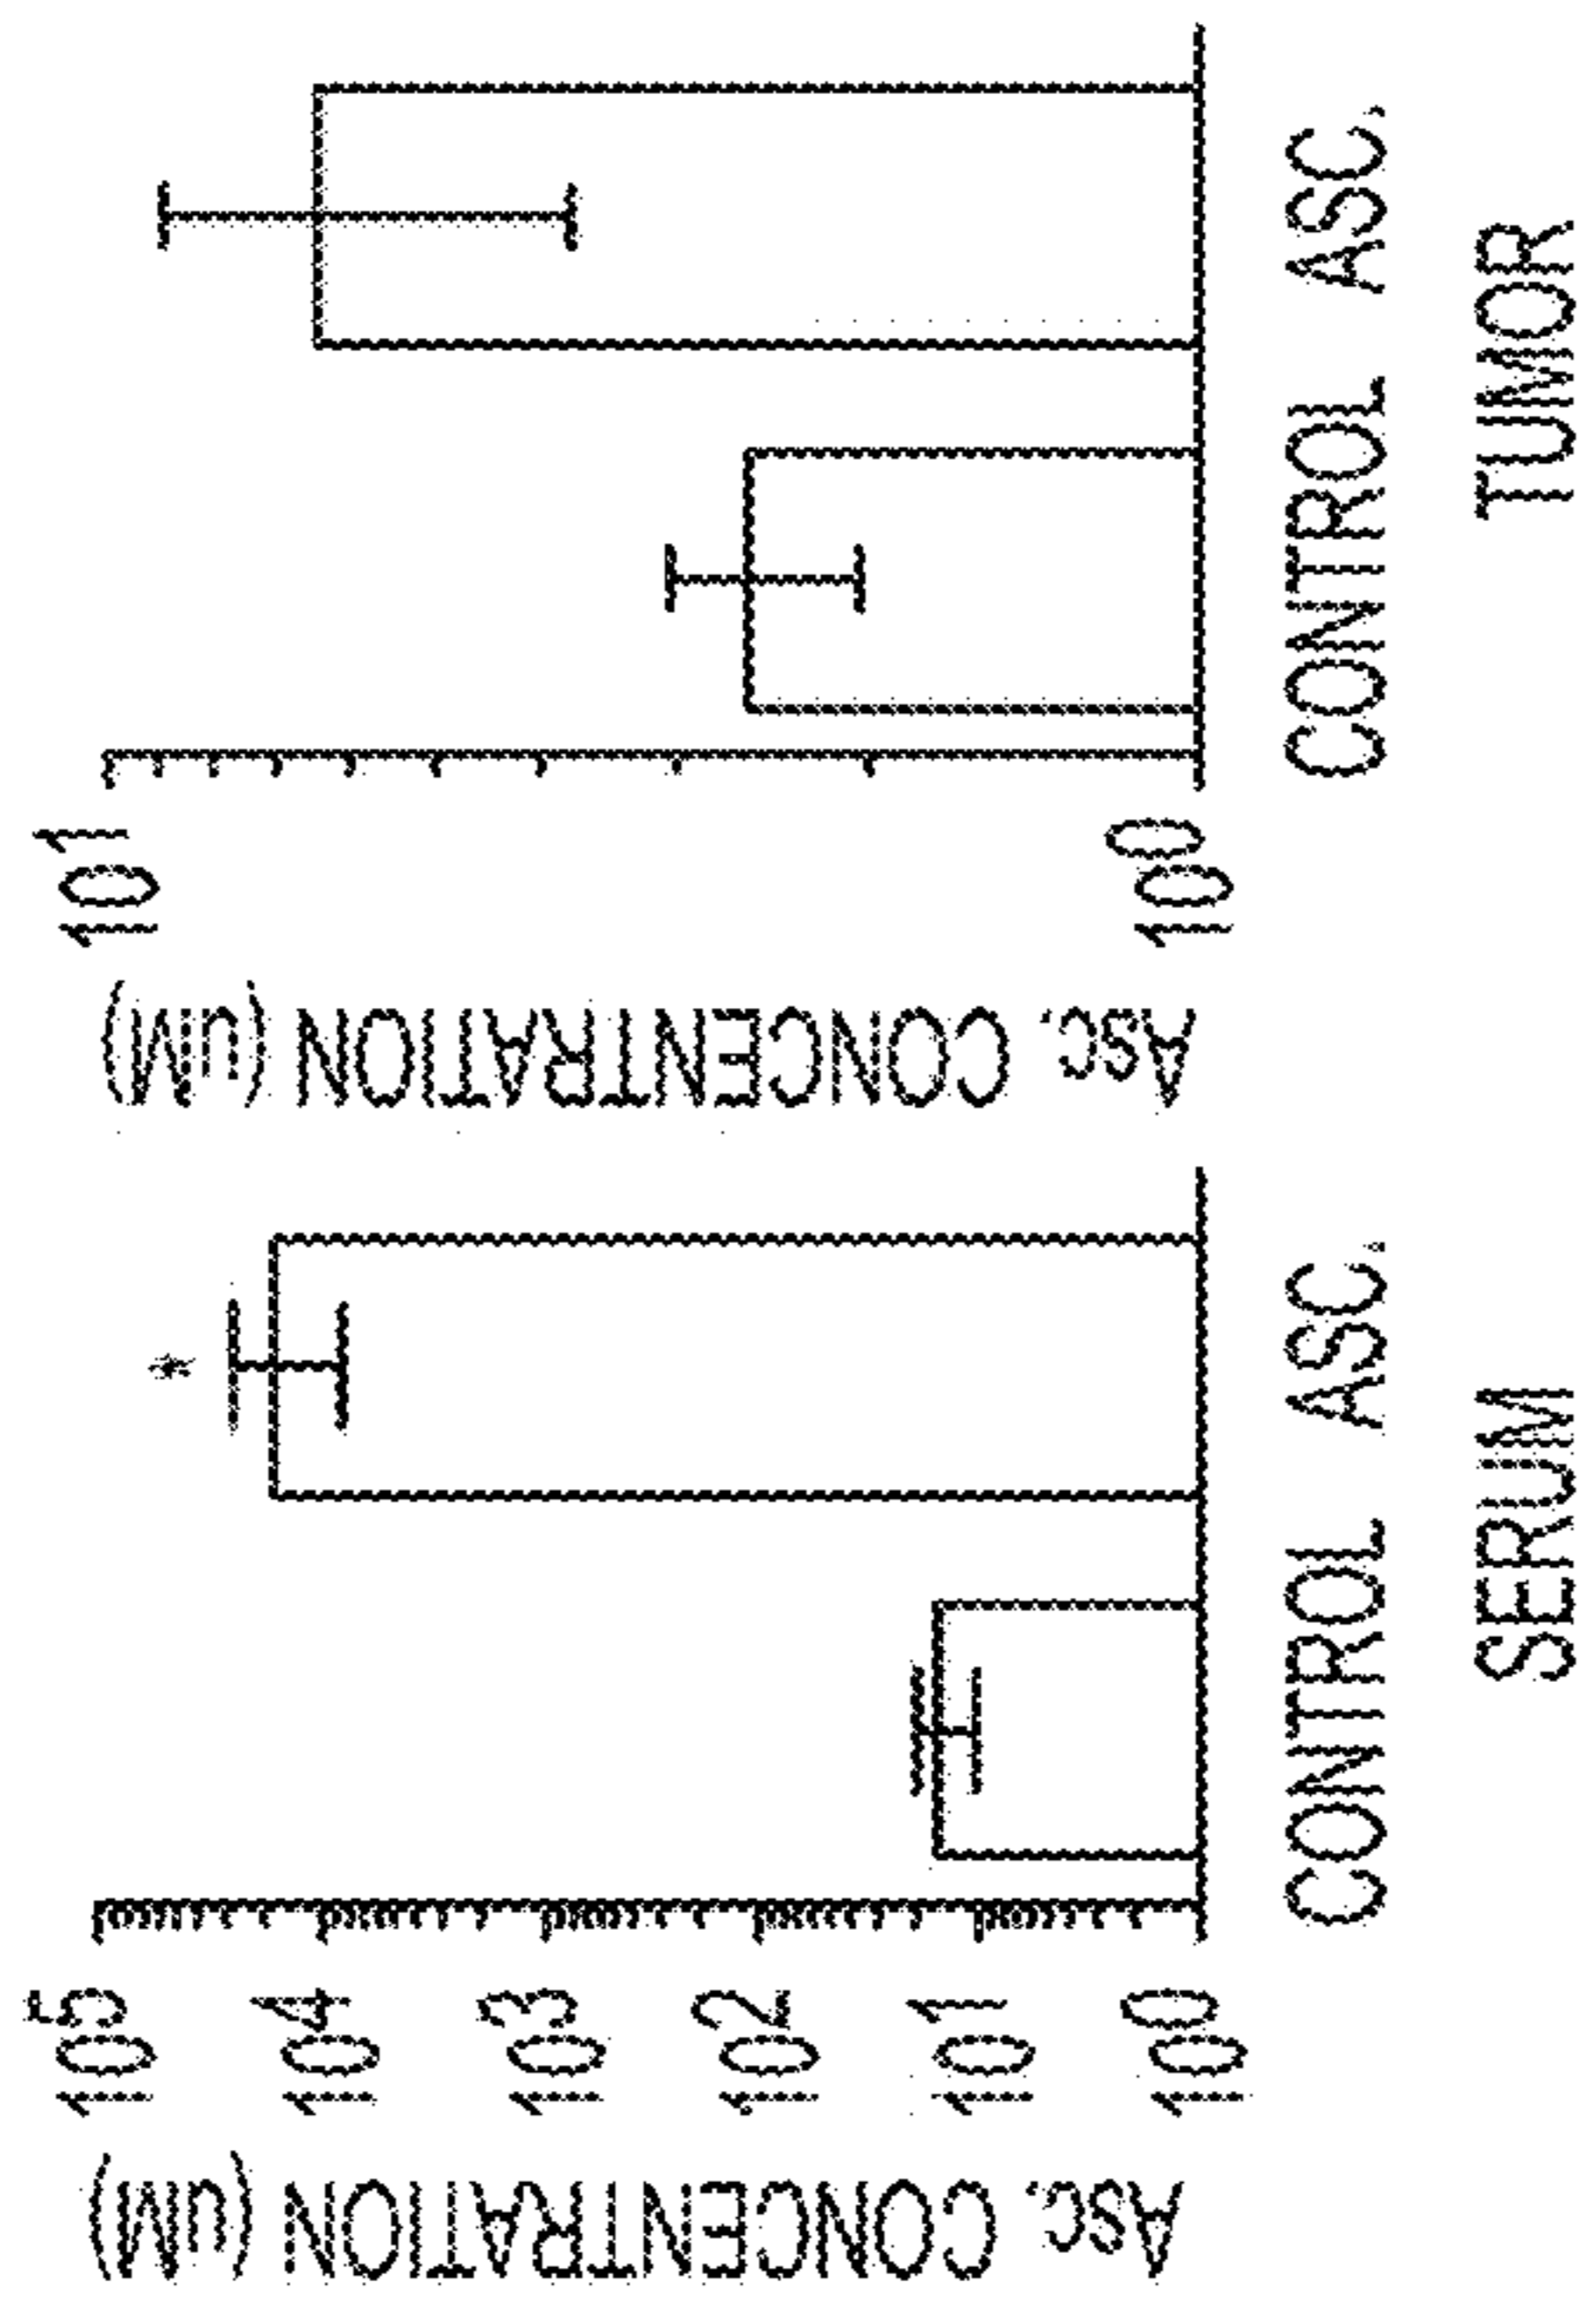 Asc. CONCENTRATION (uM)
10^5
10^4
10^3
10^2
10^1
10^0
*
CONTROL ASC.
SERUM
Asc. CONCENTRATION (uM)
10^1
10^0
CONTROL ASC.
TUMOR